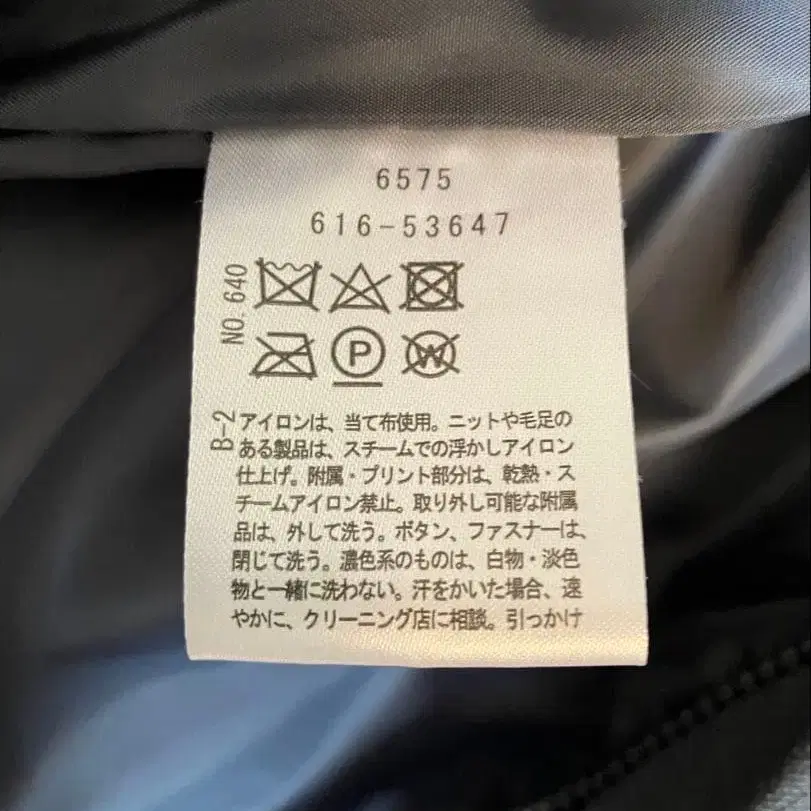 6575
616-53647
NO. 640
P
W
B-2
アイロンは、当て布使用。ニットや毛足の
ある製品は、スチームでの浮かしアイロン
仕上げ。附属・プリント部分は、乾熱・ス
チームアイロン禁止。取り外し可能な附属
品は、外して洗う。ボタン、ファスナーは、
閉じて洗う。濃色系のものは、白物・淡色
物と一緒に洗わない。汗をかいた場合、速
やかに、クリーニング店に相談。引っかけ